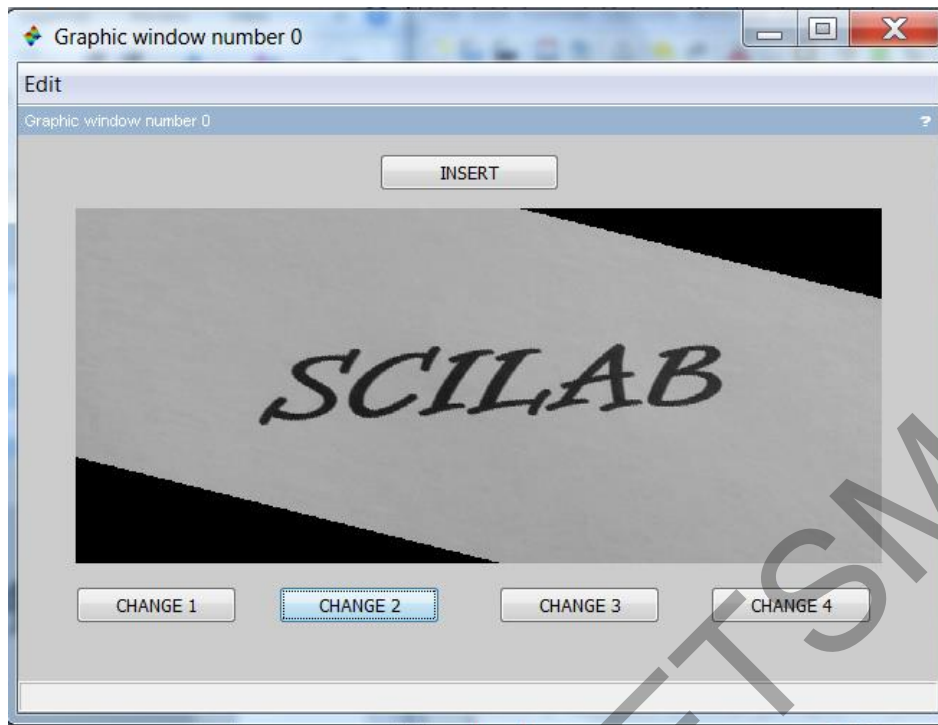 Graphic window number 0
Edit
Graphic window number 0 ?
INSERT
SCILAB
CHANGE 1 CHANGE 2 CHANGE 3 CHANGE 4
FTSM